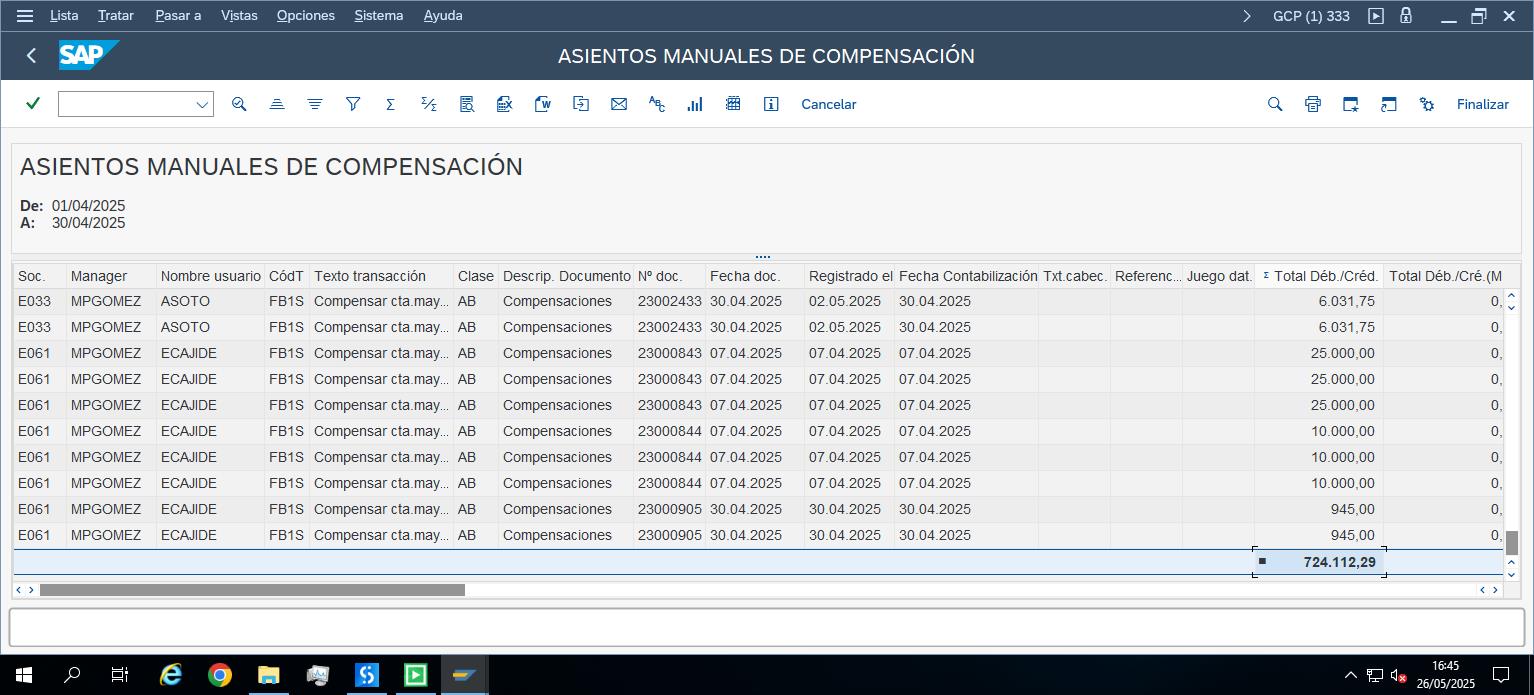 Lista Tratar Pasar a Vistas Opciones Sistema Ayuda GCP (1) 333
SAP ASIENTOS MANUALES DE COMPENSACIÓN
Cancelar Finalizar
ASIENTOS MANUALES DE COMPENSACIÓN
De: 01/04/2025
A: 30/04/2025
Soc. Manager Nombre usuario CódT Texto transacción Clase Descrip. Documento Nº doc. Fecha doc. Registrado el Fecha Contabilización Txt.cabec. Referenc... Juego dat. Σ Total Déb./Créd. Total Déb./Cré.(M
E033 MPGOMEZ ASOTO FB1S Compensar cta.may... AB Compensaciones 23002433 30.04.2025 02.05.2025 30.04.2025 6.031,75 0,
E033 MPGOMEZ ASOTO FB1S Compensar cta.may... AB Compensaciones 23002433 30.04.2025 02.05.2025 30.04.2025 6.031,75 0,
E061 MPGOMEZ ECAJIDE FB1S Compensar cta.may... AB Compensaciones 23000843 07.04.2025 07.04.2025 07.04.2025 25.000,00 0,
E061 MPGOMEZ ECAJIDE FB1S Compensar cta.may... AB Compensaciones 23000843 07.04.2025 07.04.2025 07.04.2025 25.000,00 0,
E061 MPGOMEZ ECAJIDE FB1S Compensar cta.may... AB Compensaciones 23000843 07.04.2025 07.04.2025 07.04.2025 25.000,00 0,
E061 MPGOMEZ ECAJIDE FB1S Compensar cta.may... AB Compensaciones 23000844 07.04.2025 07.04.2025 07.04.2025 10.000,00 0,
E061 MPGOMEZ ECAJIDE FB1S Compensar cta.may... AB Compensaciones 23000844 07.04.2025 07.04.2025 07.04.2025 10.000,00 0,
E061 MPGOMEZ ECAJIDE FB1S Compensar cta.may... AB Compensaciones 23000844 07.04.2025 07.04.2025 07.04.2025 10.000,00 0,
E061 MPGOMEZ ECAJIDE FB1S Compensar cta.may... AB Compensaciones 23000905 30.04.2025 30.04.2025 30.04.2025 945,00 0,
E061 MPGOMEZ ECAJIDE FB1S Compensar cta.may... AB Compensaciones 23000905 30.04.2025 30.04.2025 30.04.2025 945,00 0,
724.112,29
16:45
26/05/2025